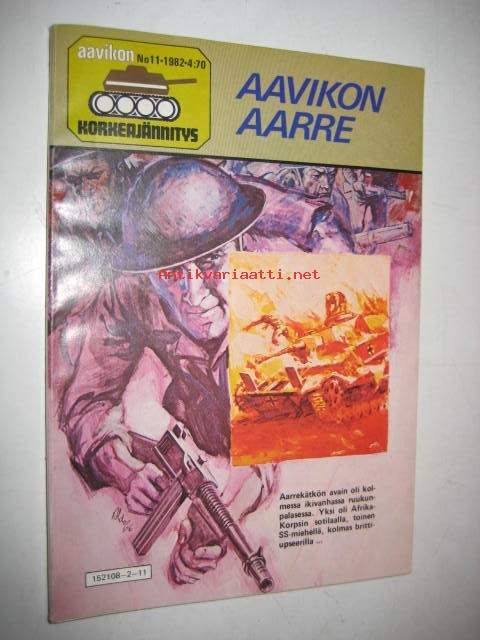 aavikon No 11 • 1982 • 4:70
KORKEAJÄNNITYS
AAVIKON
AARRE
Antikvariaatti.net
Aarrekätkön avain oli kol-
messa ikivanhassa ruukun-
palasessa. Yksi oli Afrika-
Korpsin sotilaalla, toinen
SS-miehellä, kolmas britti-
upseerilla ...
152108-2-11